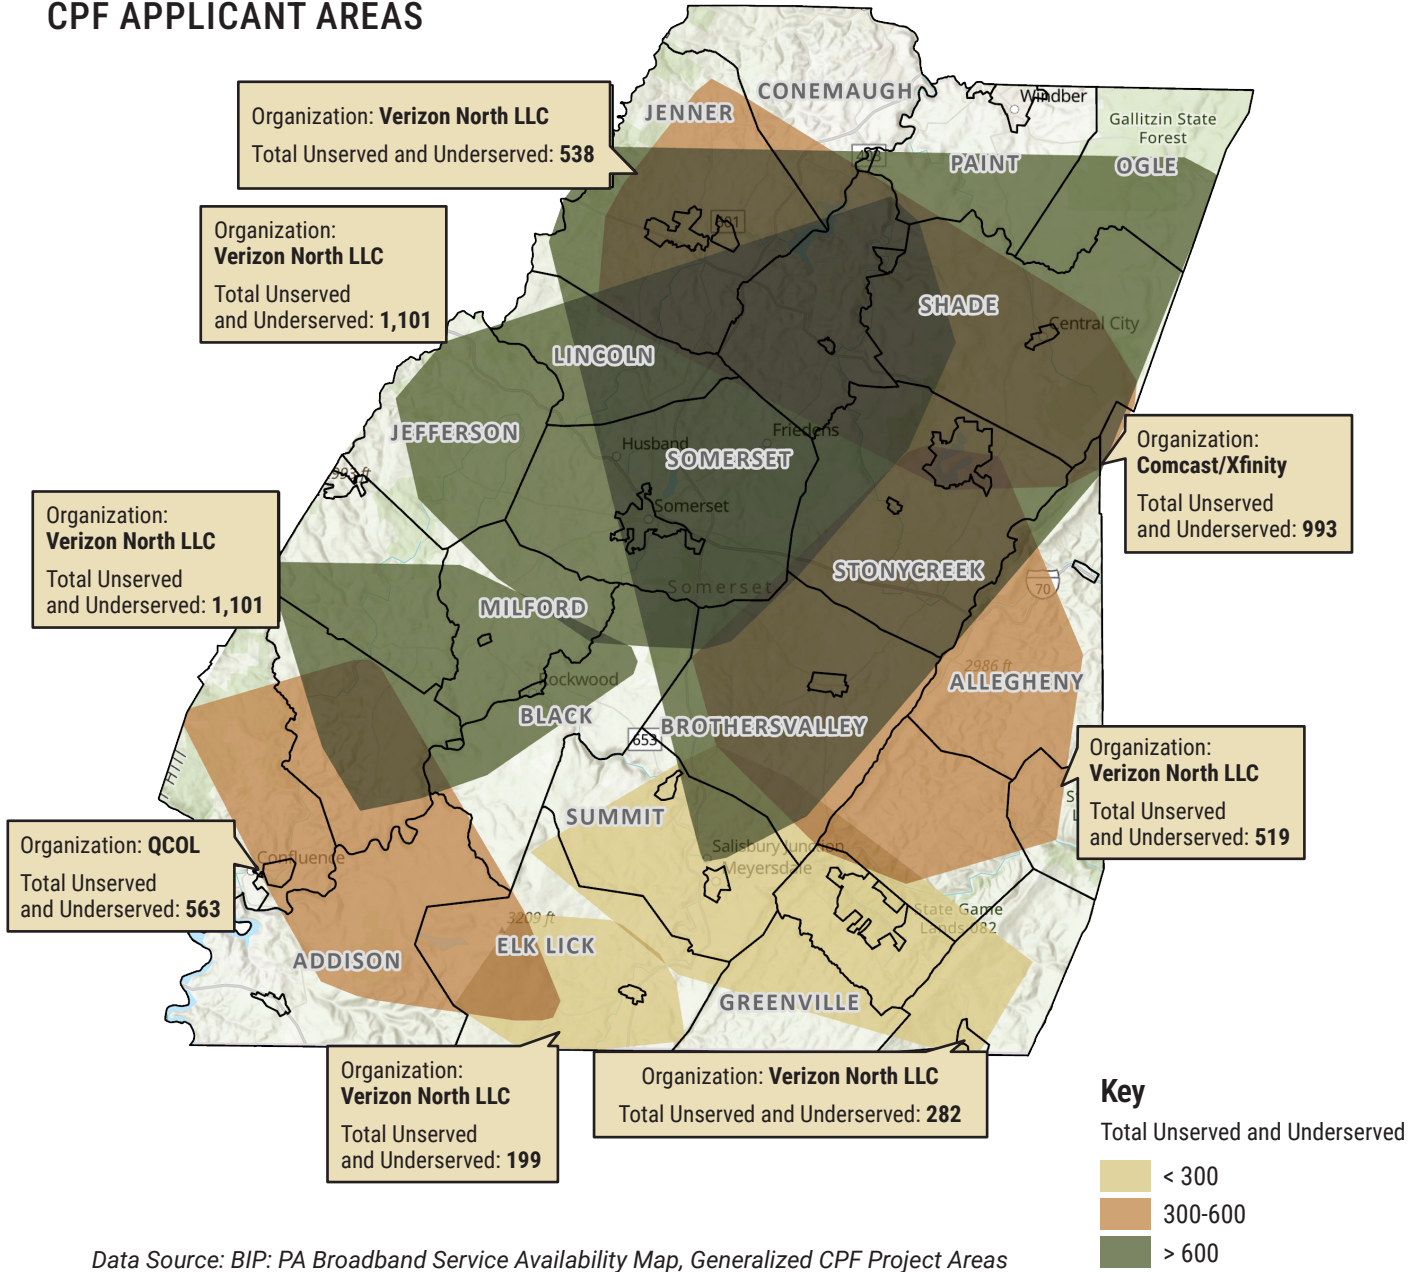 CPF APPLICANT AREAS
CONEMAUGH
Windber
JENNER
Organization: Verizon North LLC
Total Unserved and Underserved: 538
Gallitzin State
Forest
PAINT
OGLE
Organization:
Verizon North LLC
Total Unserved
and Underserved: 1,101
SHADE
Central City
LINCOLN
JEFFERSON
Friedens
Husband
SOMERSET
Organization:
Comcast/Xfinity
Total Unserved
and Underserved: 993
Somerset
Organization:
Verizon North LLC
Total Unserved
and Underserved: 1,101
STONYCREEK
Somerset
70
MILFORD
2986 ft
ALLEGHENY
Rockwood
BLACK
BROTHERSVALLEY
653
Organization:
Verizon North LLC
Total Unserved
and Underserved: 519
Hill
SUMMIT
Salisbury Junction
Meyersdale
Organization: QCOL
Total Unserved
and Underserved: 563
Confluence
3209 ft
State Game
Lands 082
ELK LICK
ADDISON
GREENVILLE
Organization:
Verizon North LLC
Total Unserved
and Underserved: 199
Organization: Verizon North LLC
Total Unserved and Underserved: 282
Key
Total Unserved and Underserved
< 300
300-600
> 600
Data Source: BIP: PA Broadband Service Availability Map, Generalized CPF Project Areas